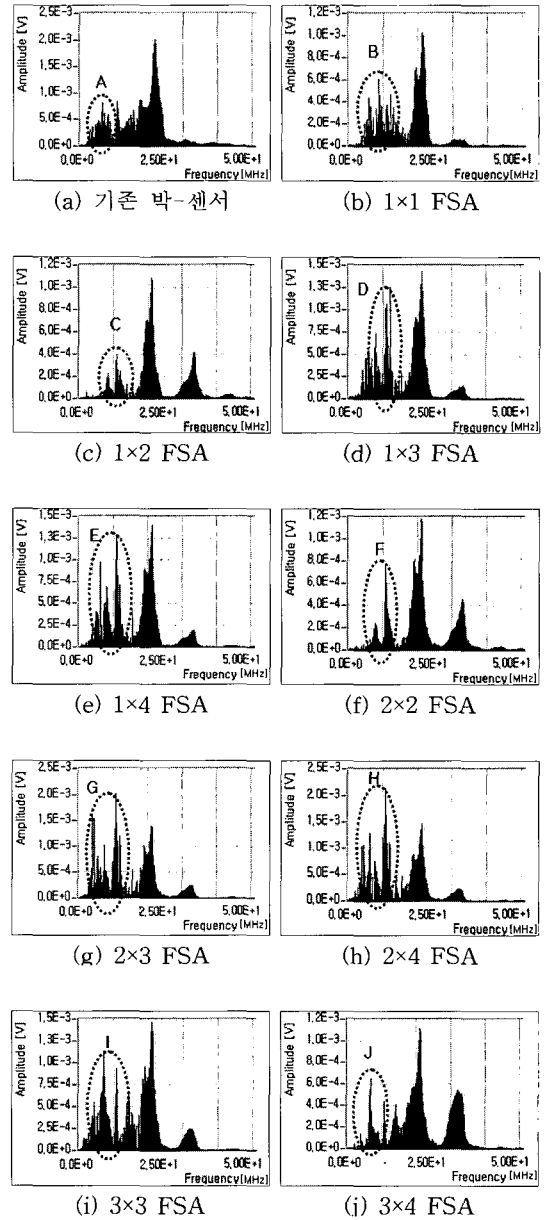 Amplitude [V]
2,5E-3
2,0E-3
1,5E-3
1,0E-3
5,0E-4
0,0E+0
A
0,0E+0 2,50E+1 5,00E+1
Frequency[MHz]
(a) 기존 박-센서
Amplitude [V]
1,2E-3
1,0E-3
8,0E-4
6,0E-4
4,0E-4
2,0E-4
0,0E+0
B
0,0E+0 2,50E+1 5,00E+1
Frequency[MHz]
(b) 1×1 FSA
Amplitude [V]
1,2E-3
1,0E-3
8,0E-4
6,0E-4
4,0E-4
2,0E-4
0,0E+0
C
0,0E+0 2,50E+1 5,00E+1
Frequency[MHz]
(c) 1×2 FSA
Amplitude [V]
1,5E-3
1,3E-3
1,0E-3
7,5E-4
5,0E-4
2,5E-4
0,0E+0
D
0,0E+0 2,50E+1 5,00E+1
Frequency[MHz]
(d) 1×3 FSA
Amplitude [V]
1,5E-3
1,3E-3
1,0E-3
7,5E-4
5,0E-4
2,5E-4
0,0E+0
E
0,0E+0 2,50E+1 5,00E+1
Frequency[MHz]
(e) 1×4 FSA
Amplitude [V]
1,2E-3
1,0E-3
8,0E-4
6,0E-4
4,0E-4
2,0E-4
0,0E+0
F
0,0E+0 2,50E+1 5,00E+1
Frequency[MHz]
(f) 2×2 FSA
Amplitude [V]
2,5E-3
2,0E-3
1,5E-3
1,0E-3
5,0E-4
0,0E+0
G
0,0E+0 2,50E+1 5,00E+1
Frequency[MHz]
(g) 2×3 FSA
Amplitude [V]
2,5E-3
2,0E-3
1,5E-3
1,0E-3
5,0E-4
0,0E+0
H
0,0E+0 2,50E+1 5,00E+1
Frequency[MHz]
(h) 2×4 FSA
Amplitude [V]
1,5E-3
1,3E-3
1,0E-3
7,5E-4
5,0E-4
2,5E-4
0,0E+0
I
0,0E+0 2,50E+1 5,00E+1
Frequency[MHz]
(i) 3×3 FSA
Amplitude [V]
1,2E-3
1,0E-3
8,0E-4
6,0E-4
4,0E-4
2,0E-4
0,0E+0
J
0,0E+0 2,50E+1 5,00E+1
Frequency[MHz]
(j) 3×4 FSA